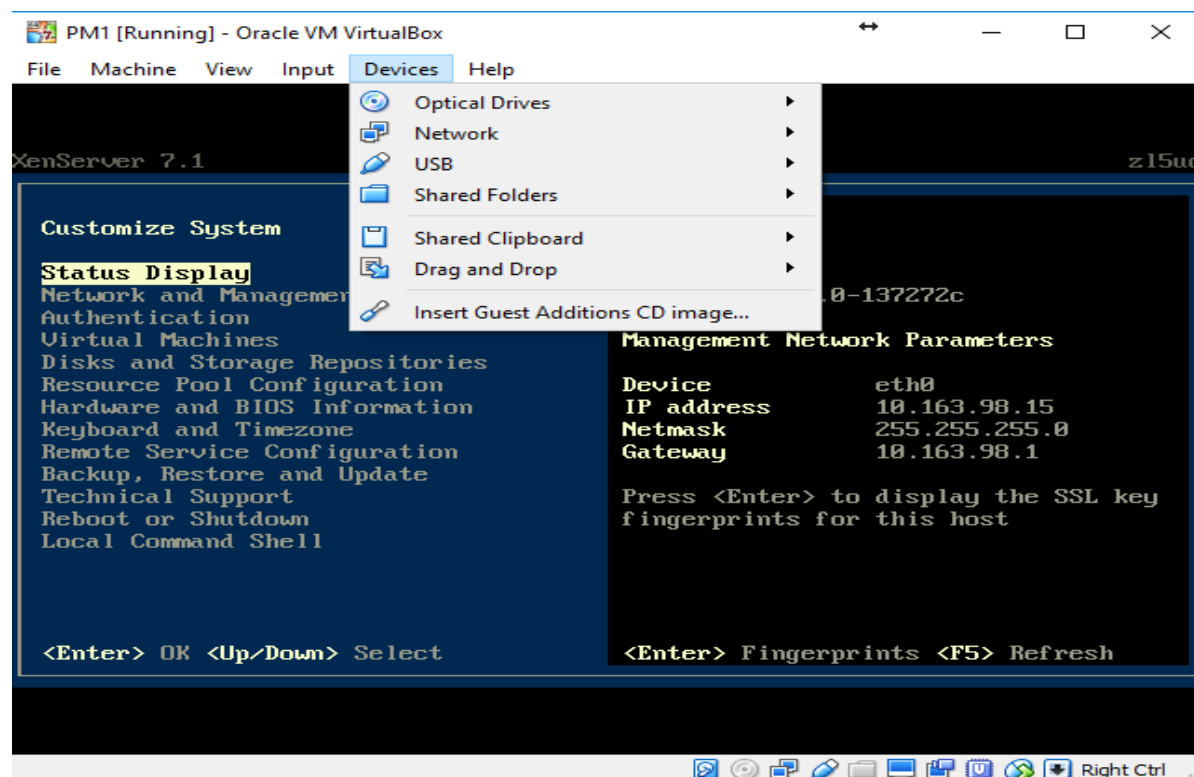 PM1 [Running] - Oracle VM VirtualBox
File Machine View Input Devices Help
Optical Drives
Network
USB
Shared Folders
Shared Clipboard
Drag and Drop
Insert Guest Additions CD image...
XenServer 7.1
Customize System
Status Display
Network and
Authentication
Virtual Machines
Disks and Storage Repositories
Resource Pool Configuration
Hardware and BIOS Information
Keyboard and Timezone
Remote Service Configuration
Backup, Restore and Update
Technical Support
Reboot or Shutdown
Local Command Shell
<Enter> OK <Up/Down> Select
.0-137272c
Management Network Parameters
Device eth0
IP address 10.163.98.15
Netmask 255.255.255.0
Gateway 10.163.98.1
Press <Enter> to display the SSL key
fingerprints for this host
<Enter> Fingerprints <F5> Refresh
Right Ctrl